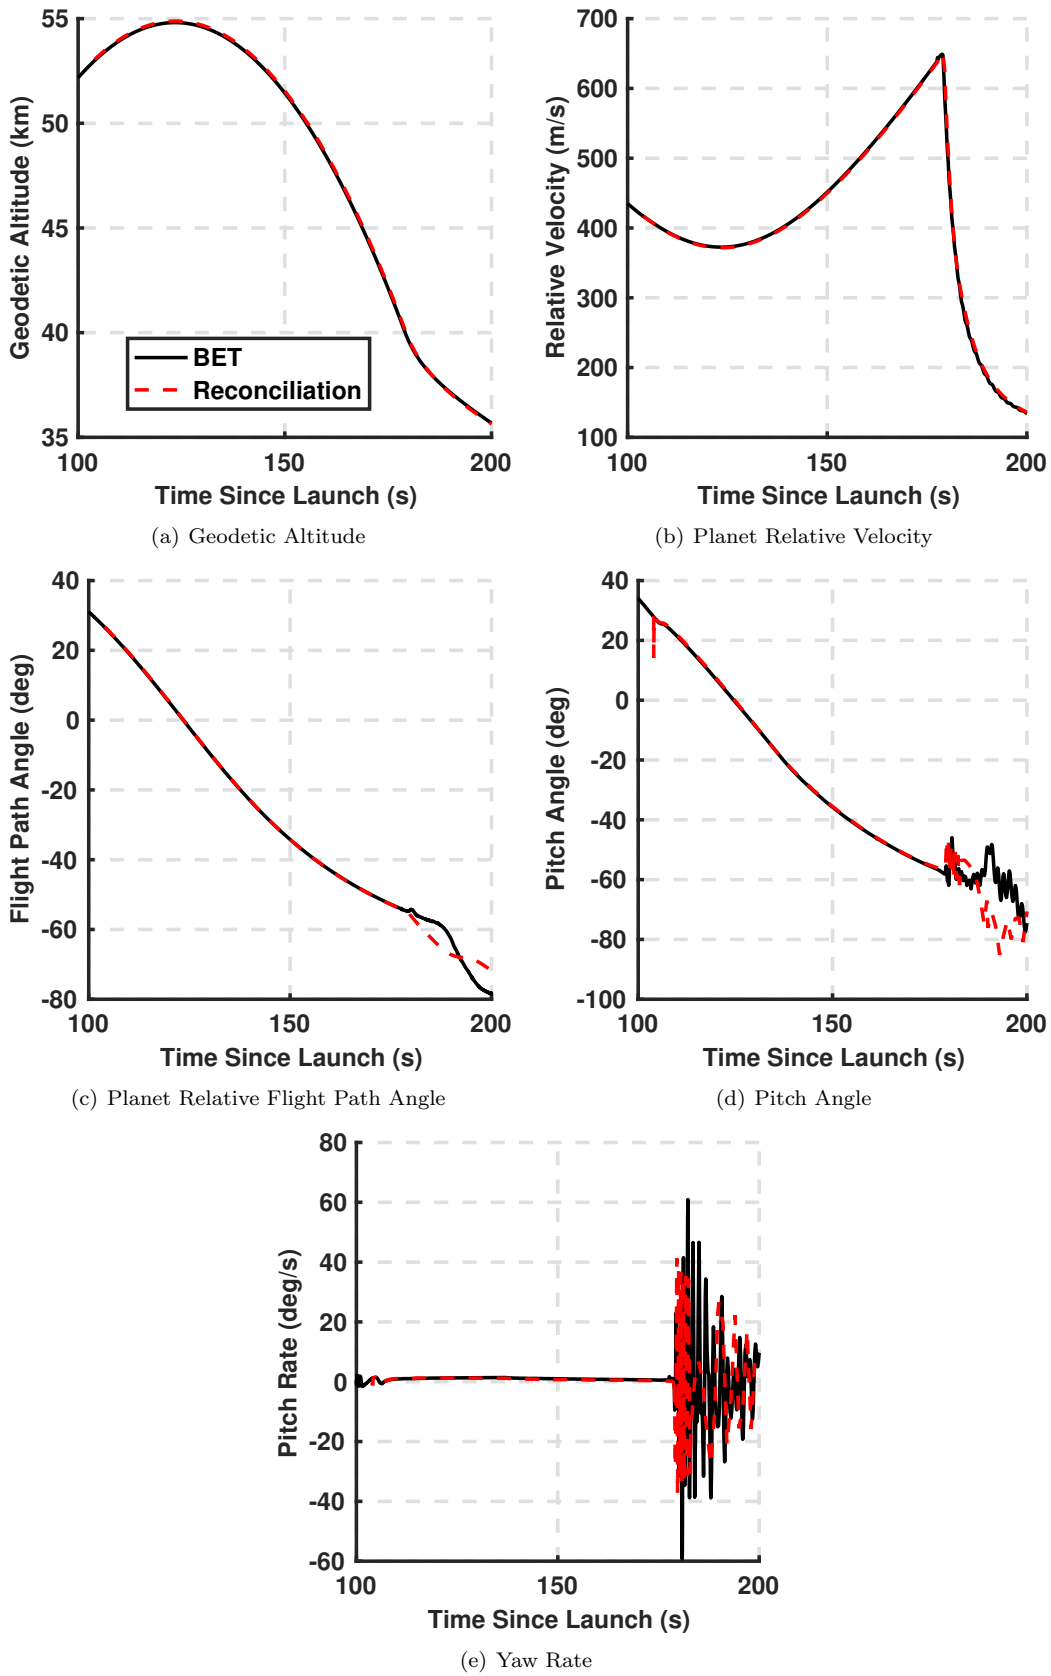 55
50
45
40
35
Geodetic Altitude (km)
BET
Reconciliation
100
150
200
Time Since Launch (s)
(a) Geodetic Altitude
700
600
500
400
300
200
100
Relative Velocity (m/s)
100
150
200
Time Since Launch (s)
(b) Planet Relative Velocity
40
20
0
-20
-40
-60
-80
Flight Path Angle (deg)
100
150
200
Time Since Launch (s)
(c) Planet Relative Flight Path Angle
40
20
0
-20
-40
-60
-80
-100
Pitch Angle (deg)
100
150
200
Time Since Launch (s)
(d) Pitch Angle
80
60
40
20
0
-20
-40
-60
Pitch Rate (deg/s)
100
150
200
Time Since Launch (s)
(e) Yaw Rate